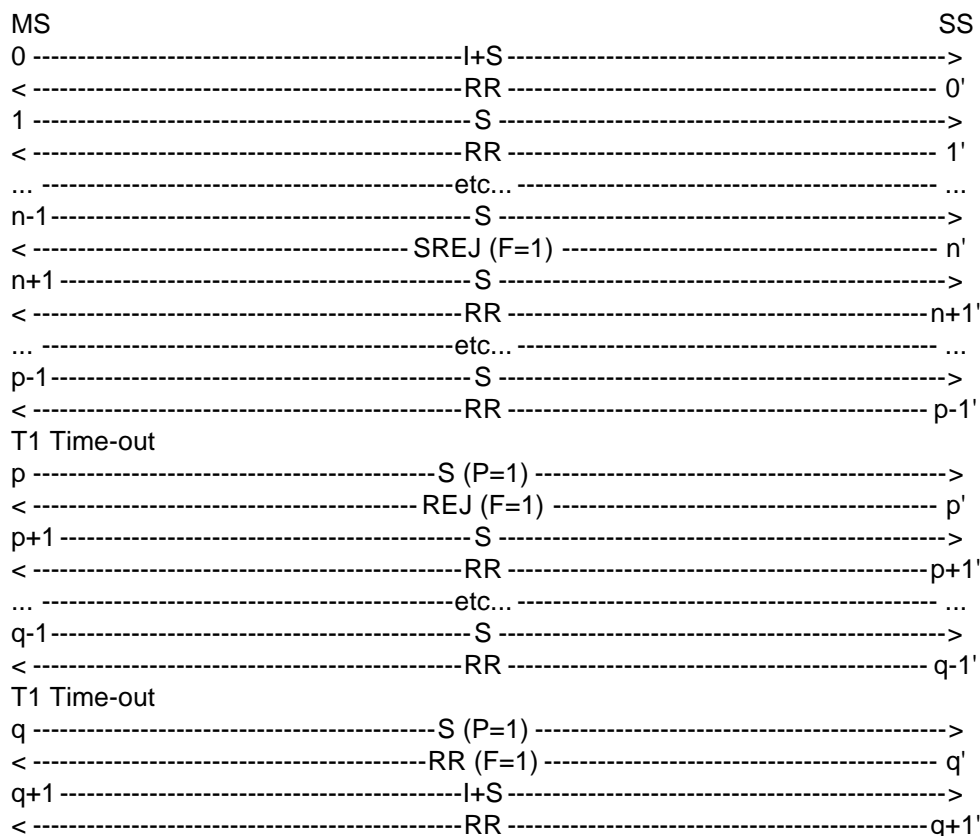 MS SS
0 ------------------------------------------------I+S ------------------------------------------------>
< ------------------------------------------------RR ------------------------------------------------ 0'
1 ------------------------------------------------- S ------------------------------------------------->
< ------------------------------------------------RR ------------------------------------------------ 1'
... ----------------------------------------------etc... ----------------------------------------------- ...
n-1----------------------------------------------- S ------------------------------------------------->
< ------------------------------------------ SREJ (F=1) ------------------------------------------ n'
n+1 ---------------------------------------------- S ------------------------------------------------->
< ------------------------------------------------RR -----------------------------------------------n+1'
... ----------------------------------------------etc... ----------------------------------------------- ...
p-1----------------------------------------------- S ------------------------------------------------->
< ------------------------------------------------RR ----------------------------------------------- p-1'
T1 Time-out
p ---------------------------------------------S (P=1) ---------------------------------------------->
< ------------------------------------------- REJ (F=1) ------------------------------------------- p'
p+1 ---------------------------------------------- S ------------------------------------------------->
< ------------------------------------------------RR -----------------------------------------------p+1'
... ----------------------------------------------etc... ----------------------------------------------- ...
q-1----------------------------------------------- S ------------------------------------------------->
< ------------------------------------------------RR ----------------------------------------------- q-1'
T1 Time-out
q ---------------------------------------------S (P=1) ---------------------------------------------->
< --------------------------------------------RR (F=1) -------------------------------------------- q'
q+1 ---------------------------------------------I+S ------------------------------------------------>
< ------------------------------------------------RR -----------------------------------------------q+1'